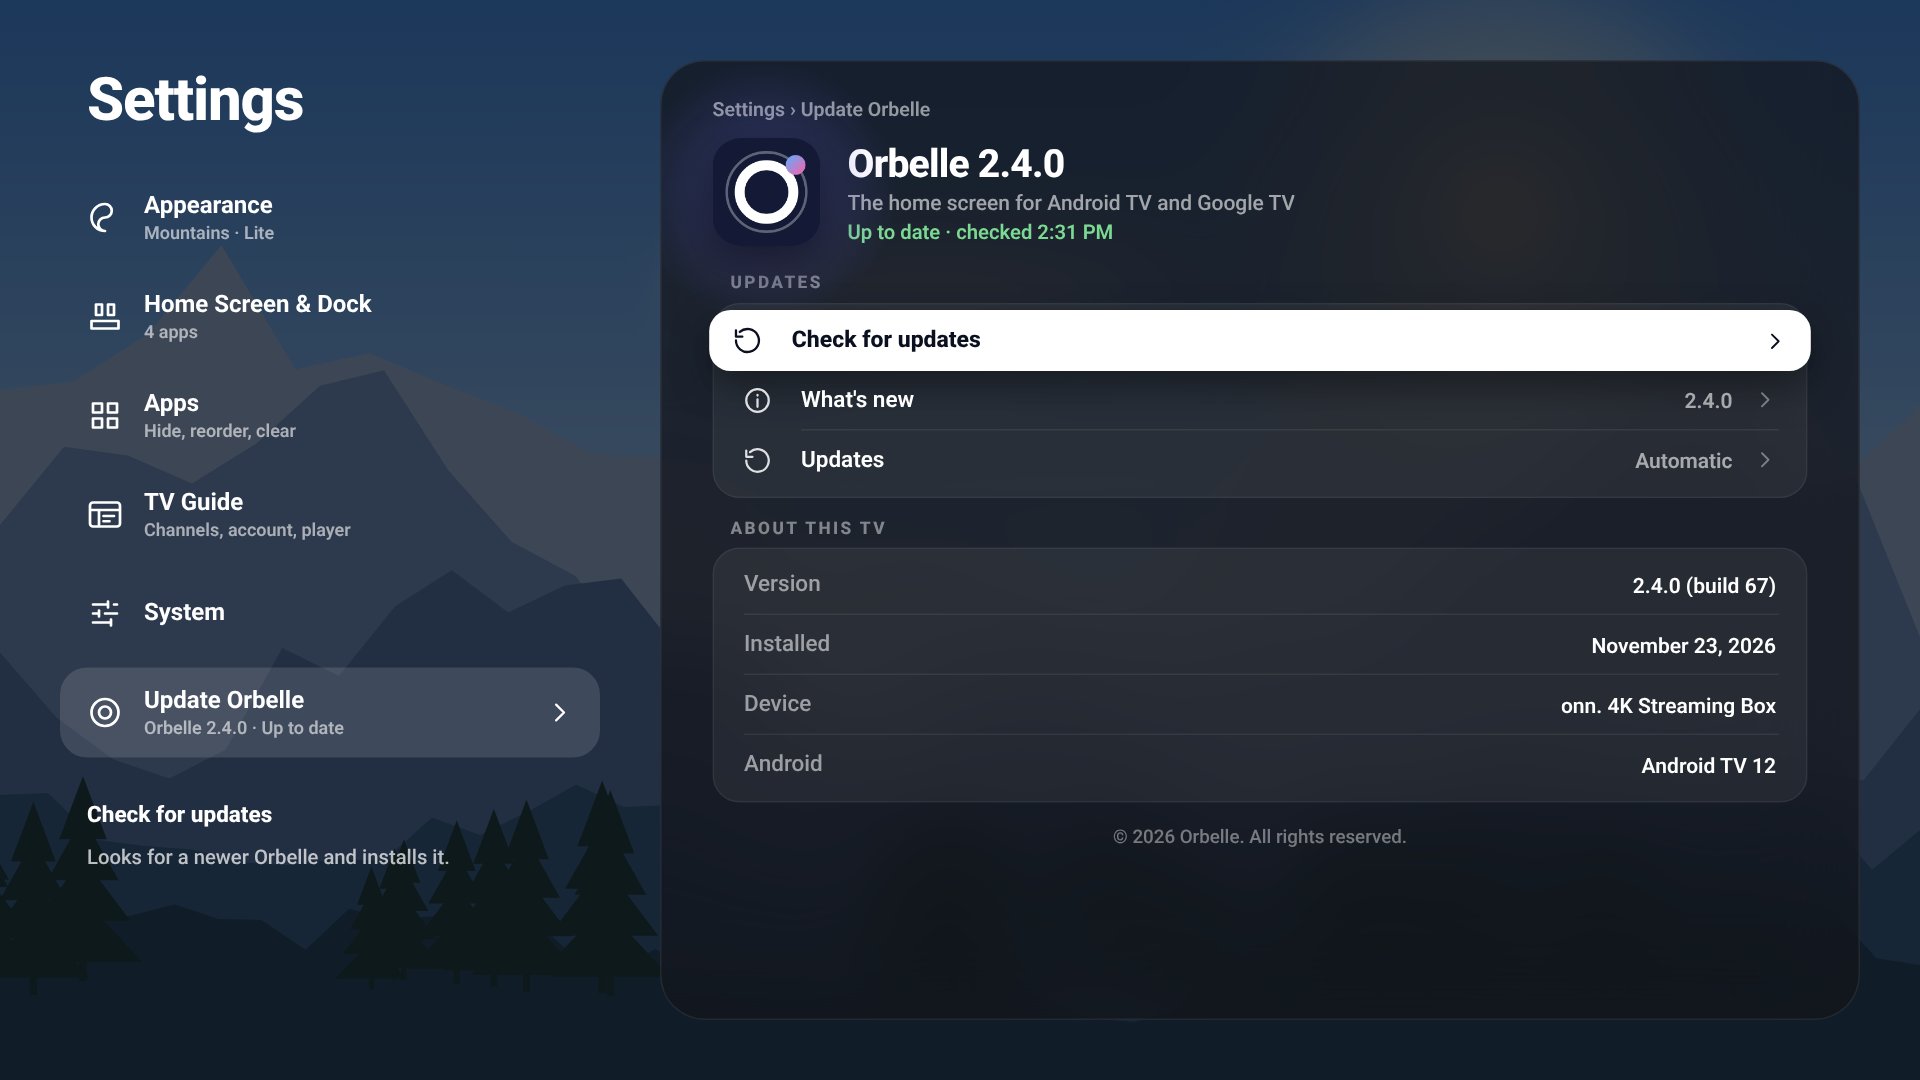 Settings
Appearance
Mountains · Lite
Home Screen & Dock
4 apps
Apps
Hide, reorder, clear
TV Guide
Channels, account, player
System
Update Orbelle
Orbelle 2.4.0 · Up to date
Check for updates
Looks for a newer Orbelle and installs it.
Settings › Update Orbelle
Orbelle 2.4.0
The home screen for Android TV and Google TV
Up to date · checked 2:31 PM
UPDATES
Check for updates
What's new 2.4.0
Updates Automatic
ABOUT THIS TV
Version 2.4.0 (build 67)
Installed November 23, 2026
Device onn. 4K Streaming Box
Android Android TV 12
© 2026 Orbelle. All rights reserved.